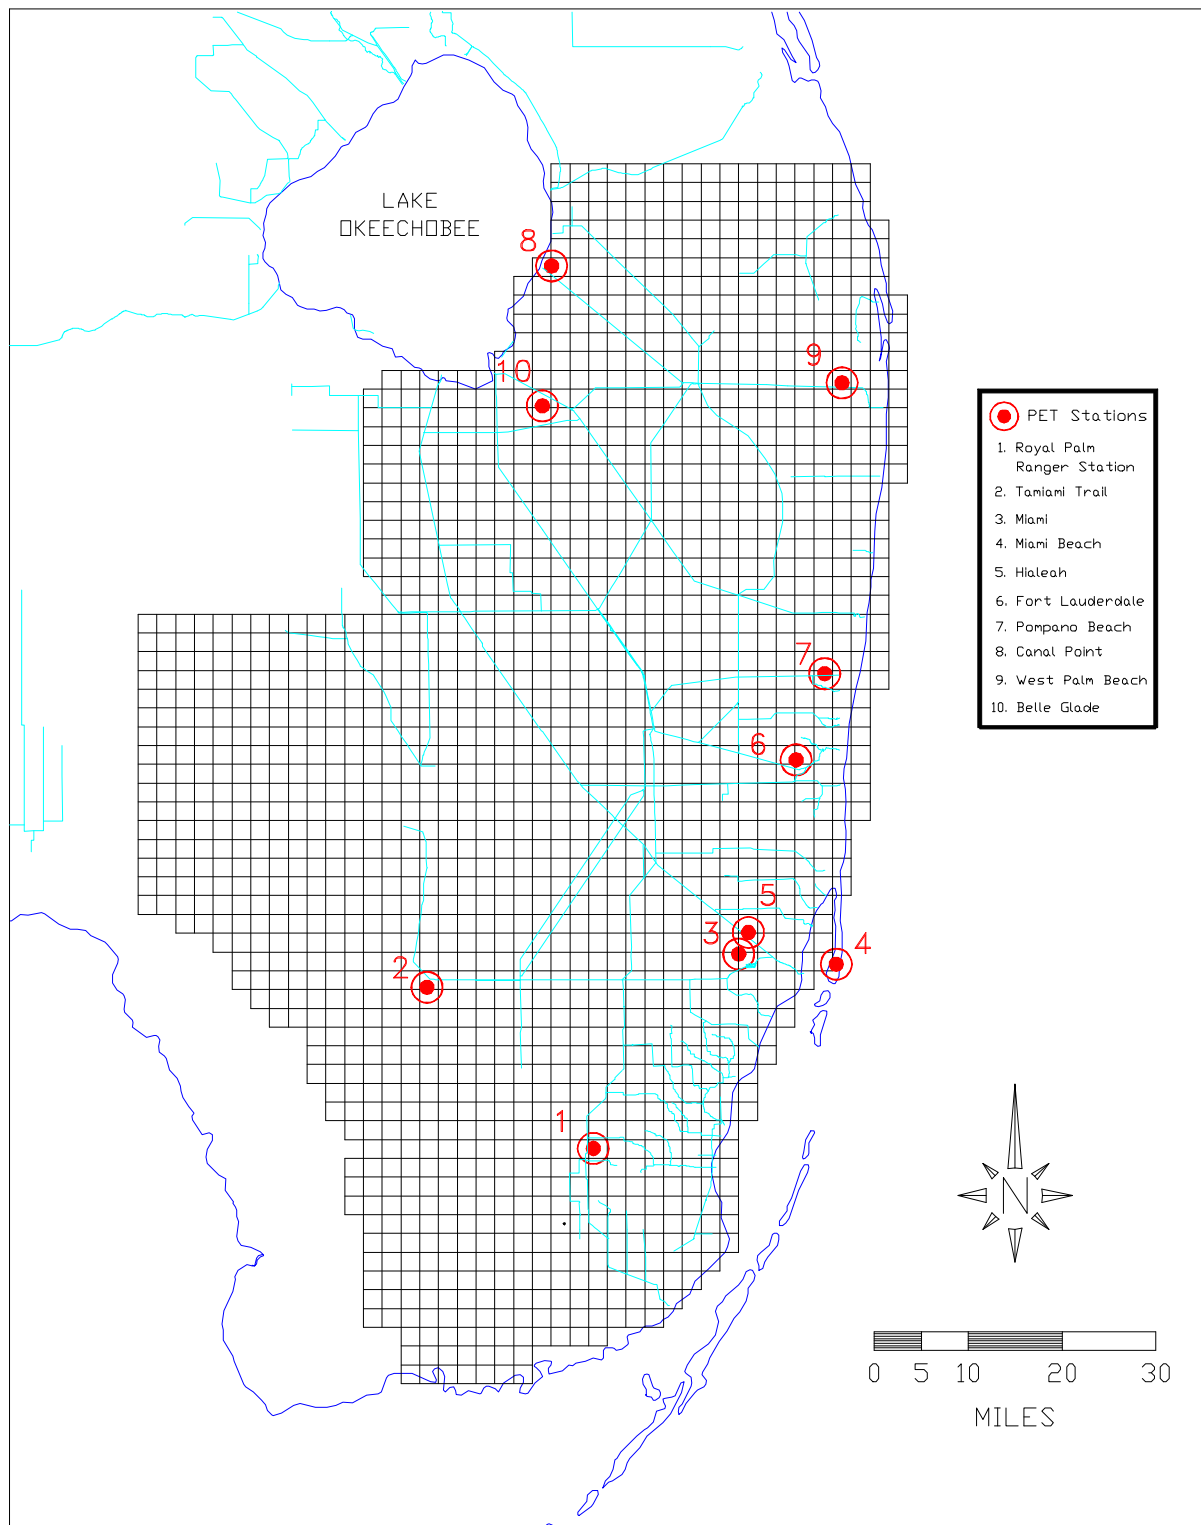 LAKE
OKEECHOBEE
8
9
10
PET Stations
1. Royal Palm
Ranger Station
2. Tamiami Trail
3. Miami
4. Miami Beach
5. Hialeah
6. Fort Lauderdale
7. Pompano Beach
8. Canal Point
9. West Palm Beach
10. Belle Glade
7
6
5
3
4
2
1
N
0 5 10 20 30
MILES